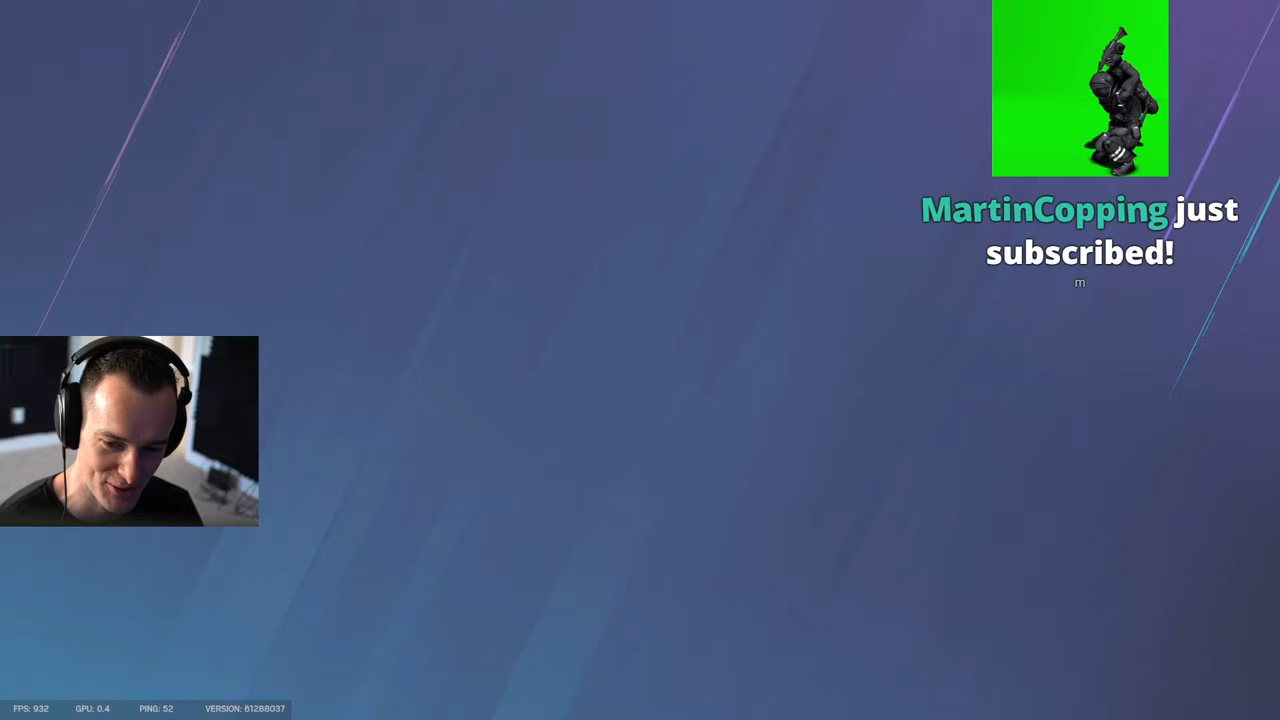 MartinCopping just
subscribed!
m
FPS: 932 GPU: 0.4 PING: 52 VERSION: 61288037